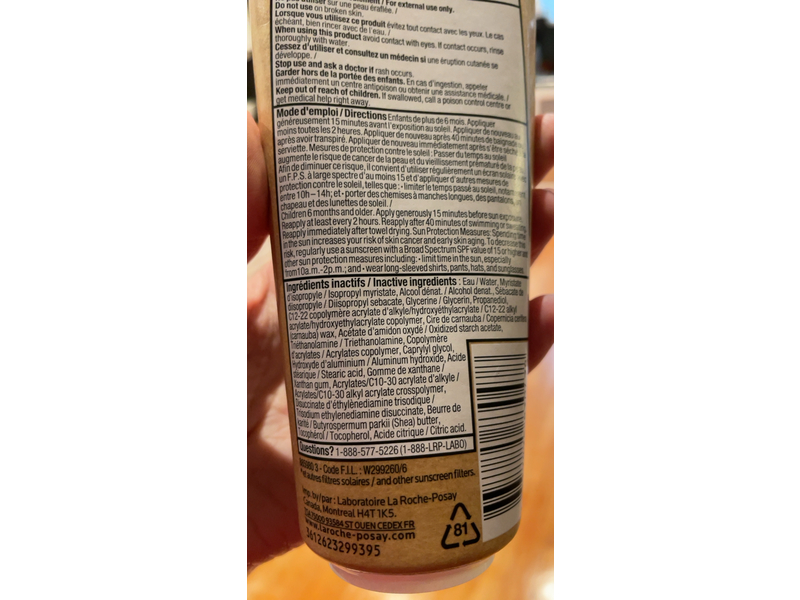 sur une peau éraflée. / For external use only.
Do not use on broken skin.
Lorsque vous utilisez ce produit évitez tout contact avec les yeux. Le cas
échéant, bien rincer avec de l'eau. /
When using this product avoid contact with eyes. If contact occurs, rinse
thoroughly with water.
Cessez d'utiliser et consultez un médecin si une éruption cutanée se
développe. /
Stop use and ask a doctor if rash occurs.
Garder hors de la portée des enfants. En cas d'ingestion, appeler
immédiatement un centre antipoison ou obtenir une assistance médicale. /
Keep out of reach of children. If swallowed, call a poison control centre or
get medical help right away.
Mode d'emploi / Directions Enfants de plus de 6 mois. Appliquer
généreusement 15 minutes avant l'exposition au soleil. Appliquer de nouveau au
moins toutes les 2 heures. Appliquer de nouveau après 40 minutes de baignade
après avoir transpiré. Appliquer de nouveau immédiatement après s'être séché
serviette. Mesures de protection contre le soleil : Passer du temps au soleil
augmente le risque de cancer de la peau et du vieillissement prématuré de la
Afin de diminuer ce risque, il convient d'utiliser régulièrement un écran solaire
un F.P.S. à large spectre d'au moins 15 et d'appliquer d'autres mesures de
protection contre le soleil, telles que : • limiter le temps passé au soleil,
entre 10h – 14h; et • porter des chemises à manches longues, des pantalons,
chapeau et des lunettes de soleil. /
Children 6 months and older. Apply generously 15 minutes before sun
Reapply at least every 2 hours. Reapply after 40 minutes of swimming or
Reapply immediately after towel drying. Sun Protection Measures:
in the sun increases your risk of skin cancer and early skin aging. To decrease
risk, regularly use a sunscreen with a Broad Spectrum SPF value of 15 or
other sun protection measures including: • limit time in the sun, especially
from 10 a.m.-2p.m.; and • wear long-sleeved shirts, pants, hats, and
Ingrédients inactifs / Inactive ingredients : Eau / Water, Myristate
d'isopropyle / Isopropyl myristate, Alcool dénat. / Alcohol denat., Sébacate de
diisopropyle / Diisopropyl sebacate, Glycérine / Glycerin, Propanediol,
C12-22 copolymère acrylate d'alkyle/hydroxyéthylacrylate / C12-22 alkyl
acrylate/hydroxyethylacrylate copolymer, Cire de carnauba / Copernicia cerifera
(carnauba) wax, Acétate d'amidon oxydé / Oxidized starch acetate,
Triéthanolamine / Triethanolamine, Copolymère
d'acrylates / Acrylates copolymer, Caprylyl glycol,
Hydroxyde d'aluminium / Aluminum hydroxide, Acide
stéarique / Stearic acid, Gomme de xanthane /
Xanthan gum, Acrylates/C10-30 acrylate d'alkyle /
Acrylates/C10-30 alkyl acrylate crosspolymer,
Disuccinate d'éthylènediamine trisodique /
Trisodium ethylenediamine disuccinate, Beurre de
karité / Butyrospermum parkii (Shea) butter,
Tocophérol / Tocopherol, Acide citrique / Citric acid.
Questions? 1-888-577-5226 (1-888-LRP-LABO)
3 - Code F.I.L. : W299260/6
et autres filtres solaires / and other sunscreen filters.
Imp. by/par : Laboratoire La Roche-Posay
Canada, Montreal H4T 1K5.
93584 ST OUEN CEDEX FR
www.laroche-posay.com
3612623299395
81